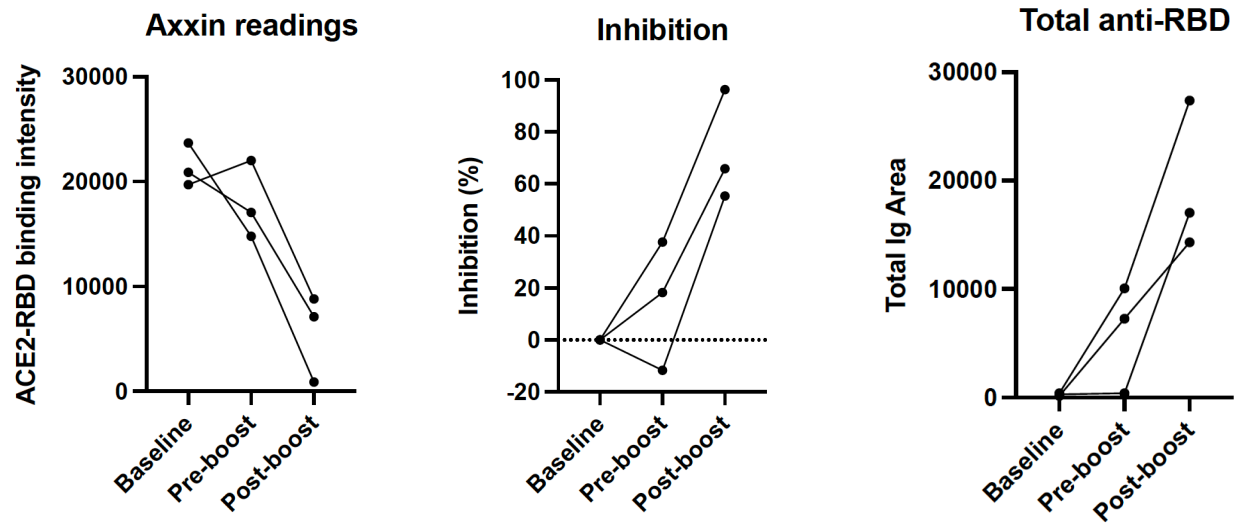 Axxin readings
ACE2-RBD binding intensity
30000
20000
10000
0
Baseline
Pre-boost
Post-boost
Inhibition
Inhibition (%)
100
80
60
40
20
0
-20
Baseline
Pre-boost
Post-boost
Total anti-RBD
Total Ig Area
30000
20000
10000
0
Baseline
Pre-boost
Post-boost